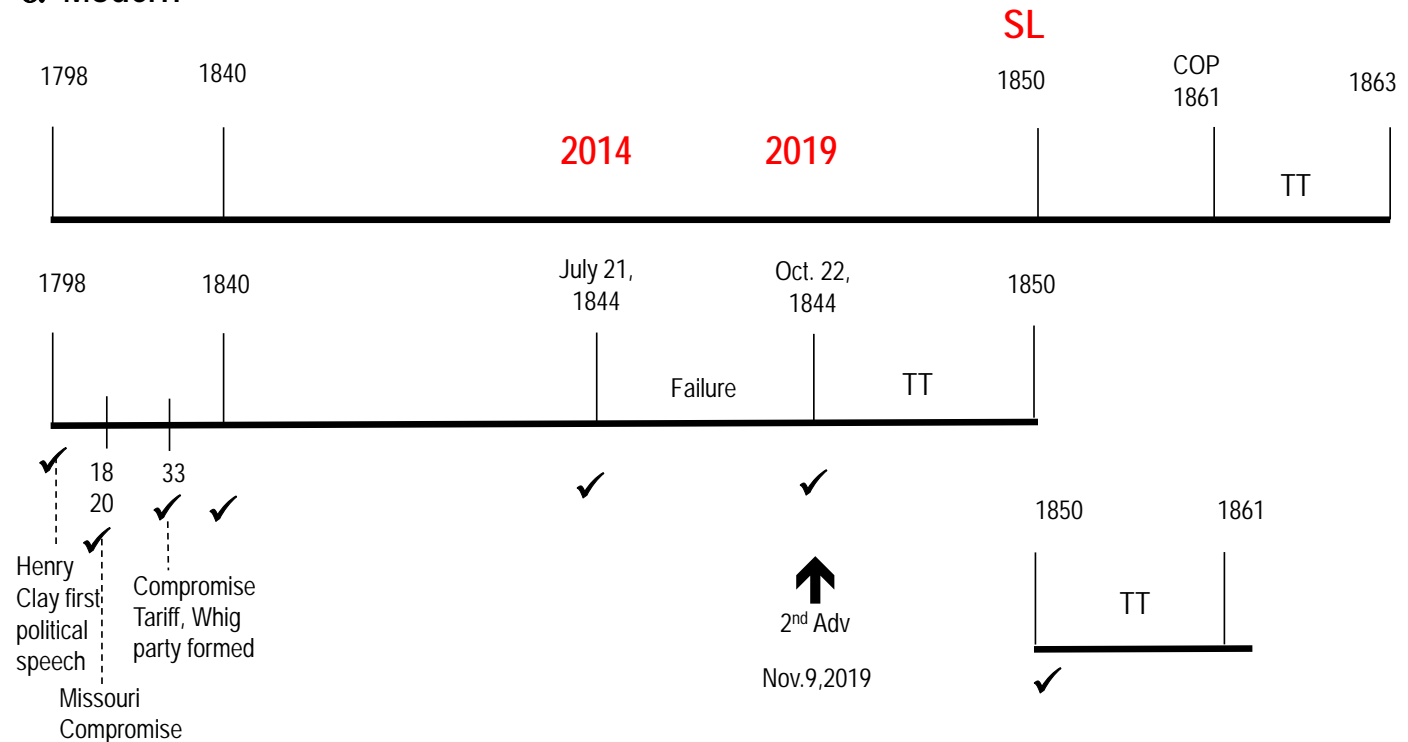 SL
1798
1840
1850
COP
1861
1863
2014
2019
TT
1798
1840
July 21,
1844
Oct. 22,
1844
1850
Failure
TT
18
20
33
1850
1861
Henry
Clay first
political
speech
Compromise
Tariff, Whig
party formed
2nd Adv
TT
Nov.9,2019
Missouri
Compromise